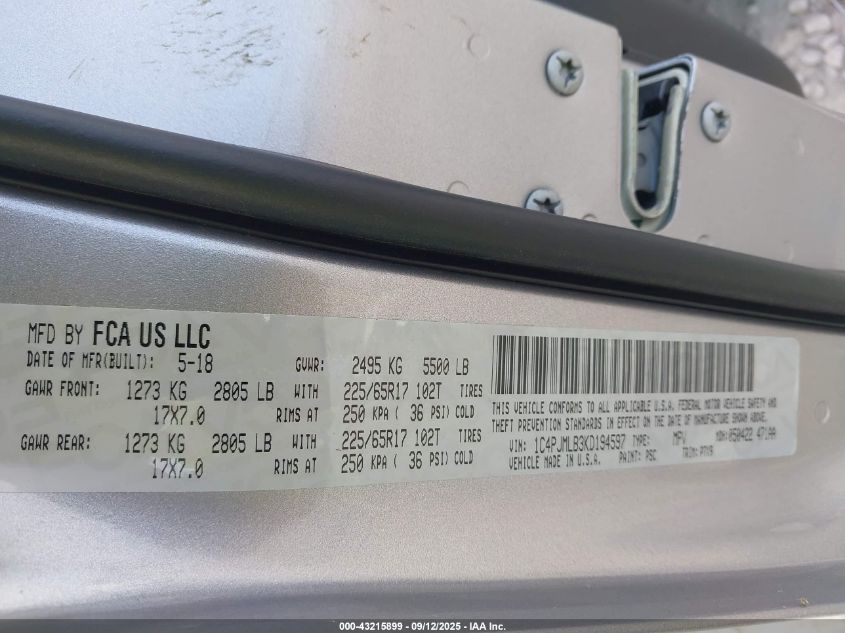 MFD BY FCA US LLC
DATE OF MFR(BUILT): 5-18 GVWR: 2495 KG 5500 LB
GAWR FRONT: 1273 KG 2805 LB WITH 225/65R17 102T TIRES
17X7.0 RIMS AT 250 KPA ( 36 PSI) COLD
GAWR REAR: 1273 KG 2805 LB WITH 225/65R17 102T TIRES
17X7.0 RIMS AT 250 KPA ( 36 PSI) COLD
THIS VEHICLE CONFORMS TO ALL APPLICABLE U.S.A. FEDERAL MOTOR VEHICLE SAFETY AND
THEFT PREVENTION STANDARDS IN EFFECT ON THE DATE OF MANUFACTURE SHOWN ABOVE.
VIN: 1C4PJMLB3KD194597 TYPE: MPV MDH: 050422 471AA
VEHICLE MADE IN U.S.A. PAINT: PSC TRIM:
000-43215899 - 09/12/2025 - IAA Inc.